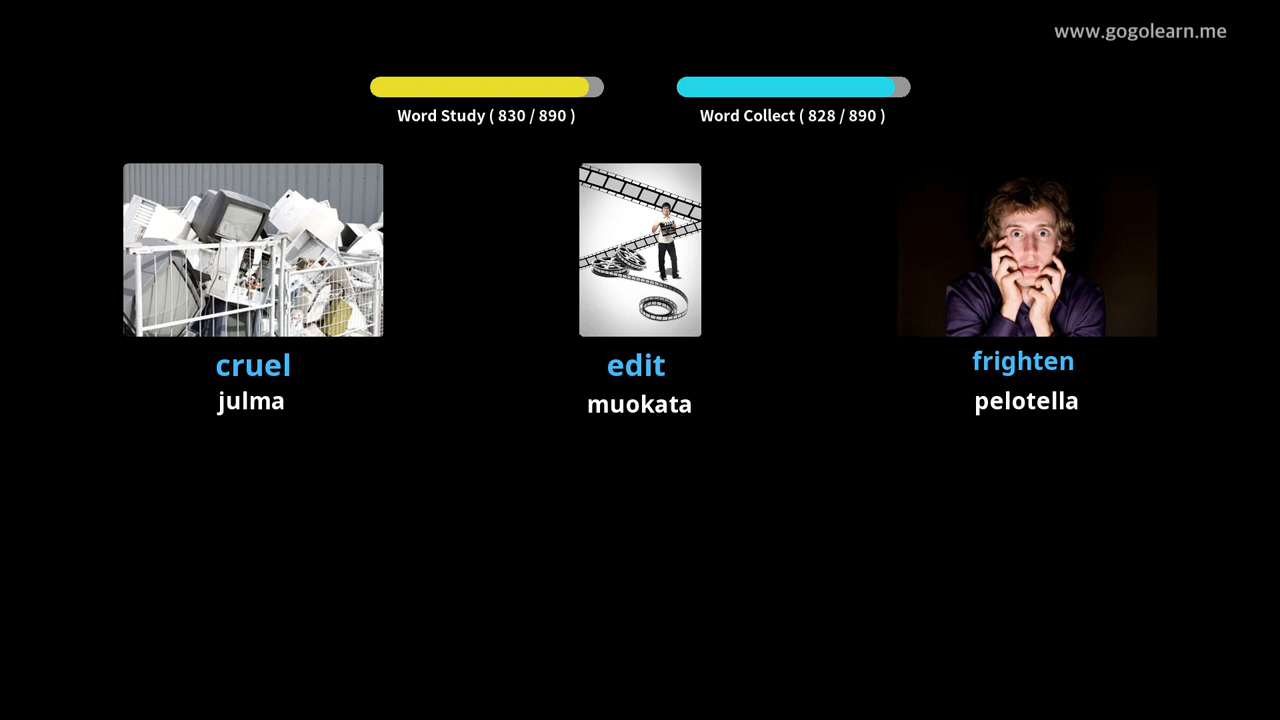 www.gogolearn.me
Word Study ( 830 / 890 )
Word Collect ( 828 / 890 )
cruel
julma
edit
muokata
frighten
pelotella